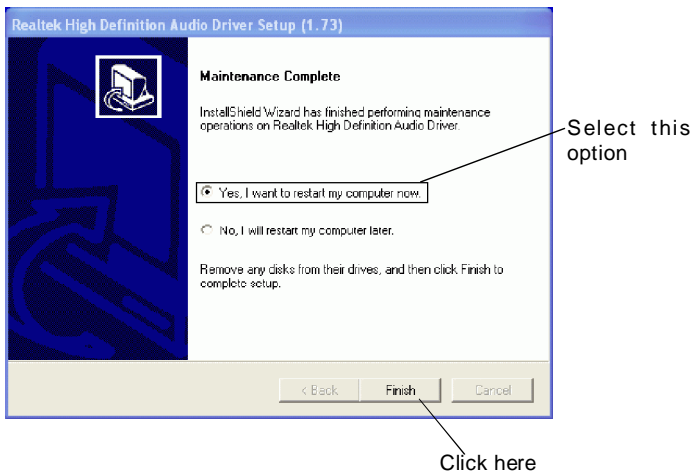 Realtek High Definition Audio Driver Setup (1.73)
Maintenance Complete
InstallShield Wizard has finished performing maintenance
operations on Realtek High Definition Audio Driver.
Select this
option
Yes, I want to restart my computer now.
No, I will restart my computer later.
Remove any disks from their drives, and then click Finish to
complete setup.
< Back
Finish
Cancel
Click here